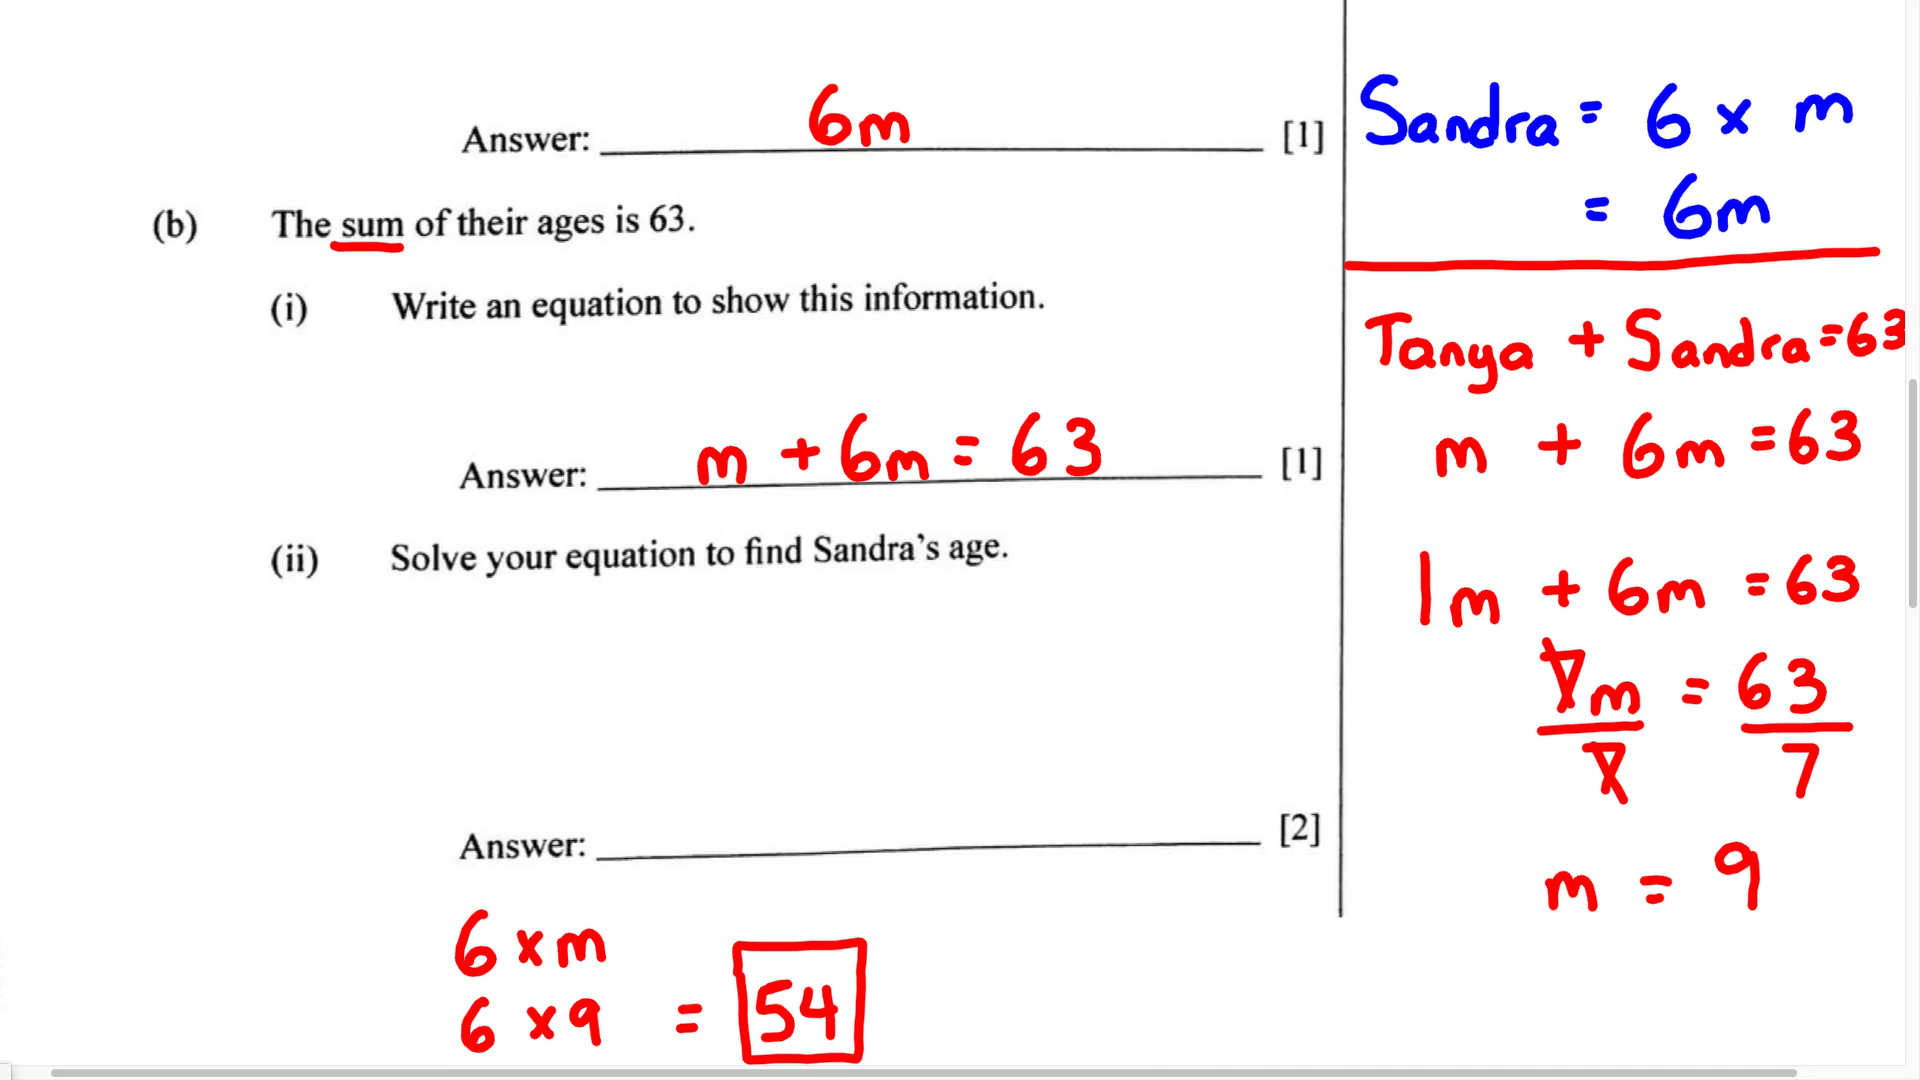 Answer: 6m [1]
(b) The sum of their ages is 63.
(i) Write an equation to show this information.
Answer: m + 6m = 63 [1]
(ii) Solve your equation to find Sandra's age.
Answer: [2]
6 × m
6 × 9 = 54
Sandra = 6 × m
= 6m
Tanya + Sandra = 63
m + 6m = 63
1m + 6m = 63
7m = 63
7 7
m = 9